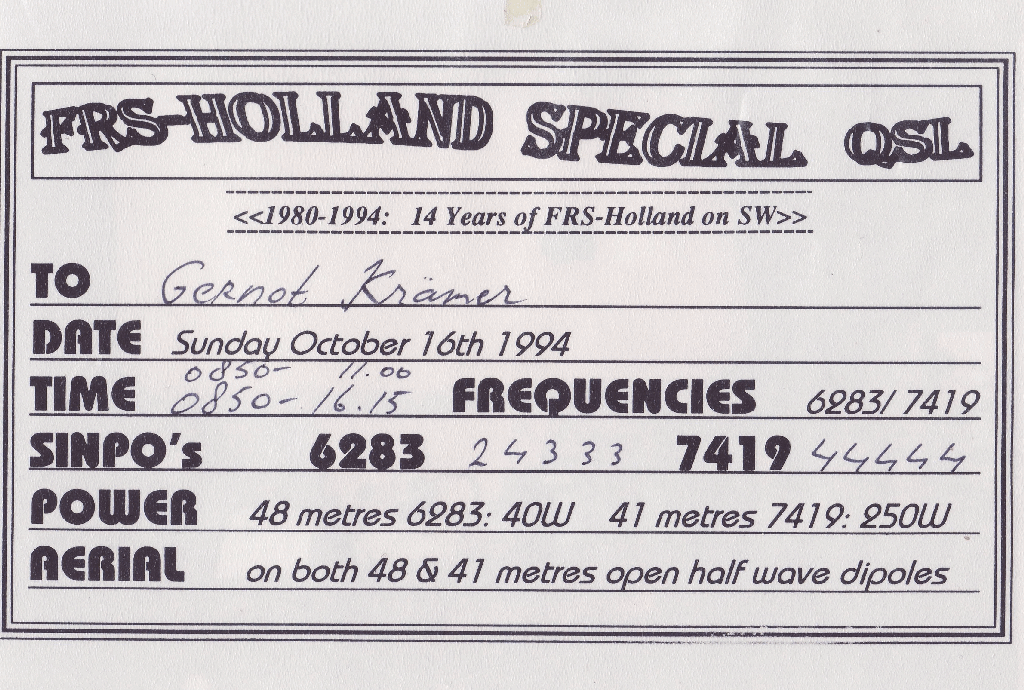 FRS-HOLLAND SPECIAL QSL
<<1980-1994: 14 Years of FRS-Holland on SW>>
TO Gernot Krämer
DATE Sunday October 16th 1994
0850- 11.00
TIME 0850- 16.15 FREQUENCIES 6283/7419
SINPO's 6283 24333 7419 44444
POWER 48 metres 6283: 40W 41 metres 7419: 250W
AERIAL on both 48 & 41 metres open half wave dipoles